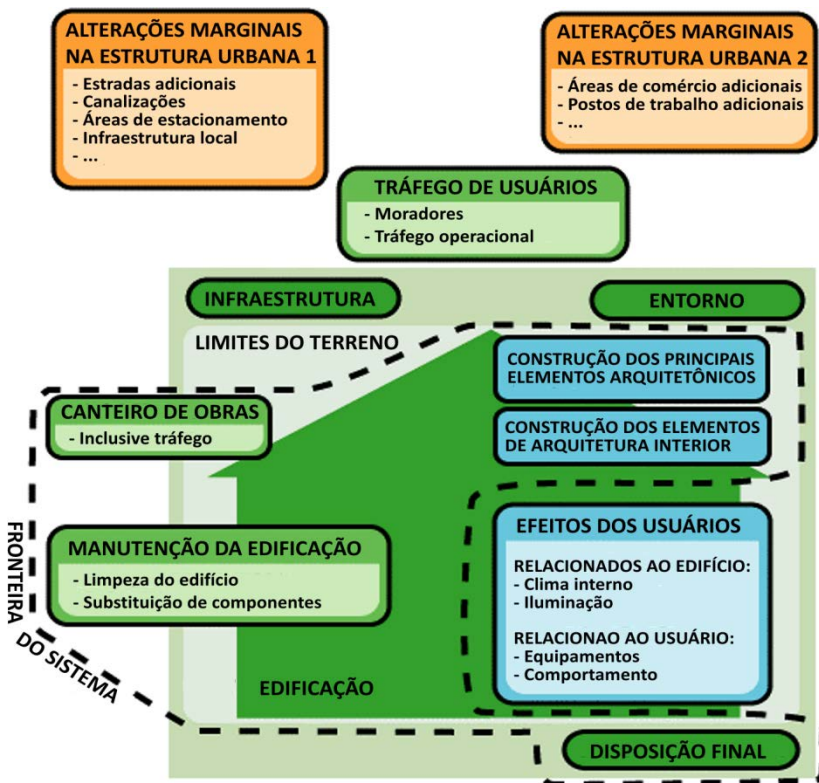 ALTERAÇÕES MARGINAIS
NA ESTRUTURA URBANA 1
- Estradas adicionais
- Canalizações
- Áreas de estacionamento
- Infraestrutura local
- ...
ALTERAÇÕES MARGINAIS
NA ESTRUTURA URBANA 2
- Áreas de comércio adicionais
- Postos de trabalho adicionais
- ...
TRÁFEGO DE USUÁRIOS
- Moradores
- Tráfego operacional
INFRAESTRUTURA
ENTORNO
LIMITES DO TERRENO
CONSTRUÇÃO DOS PRINCIPAIS
ELEMENTOS ARQUITETÔNICOS
CANTEIRO DE OBRAS
- Inclusive tráfego
CONSTRUÇÃO DOS ELEMENTOS
DE ARQUITETURA INTERIOR
MANUTENÇÃO DA EDIFICAÇÃO
- Limpeza do edifício
- Substituição de componentes
EFEITOS DOS USUÁRIOS
RELACIONADOS AO EDIFÍCIO:
- Clima interno
- Iluminação
RELACIONAO AO USUÁRIO:
- Equipamentos
- Comportamento
FRONTEIRA
DO SISTEMA
EDIFICAÇÃO
DISPOSIÇÃO FINAL